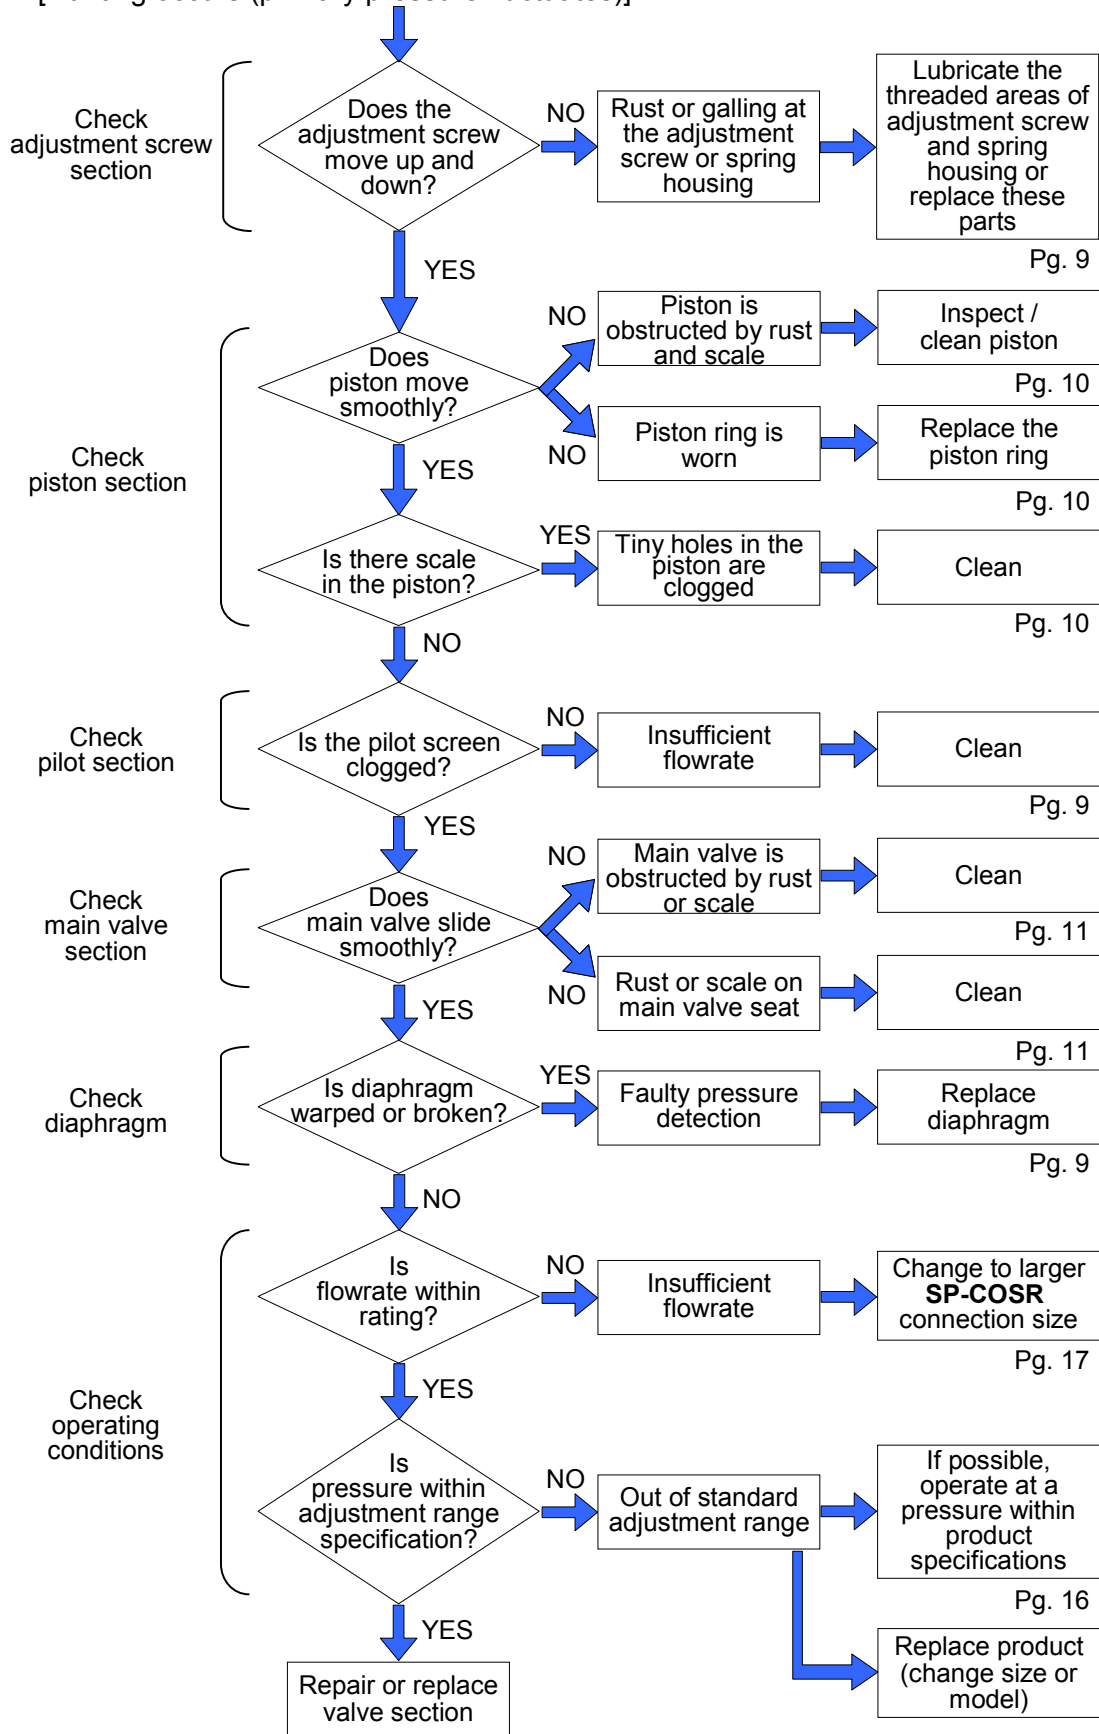 Check
adjustment screw
section
Does the
adjustment screw
move up and
down?
NO
Rust or galling at
the adjustment
screw or spring
housing
Lubricate the
threaded areas of
adjustment screw
and spring
housing or
replace these
parts
Pg. 9
YES
Check
piston section
Does
piston move
smoothly?
NO
Piston is
obstructed by rust
and scale
Inspect /
clean piston
Pg. 10
NO
Piston ring is
worn
Replace the
piston ring
Pg. 10
YES
Is there scale
in the piston?
YES
Tiny holes in the
piston are
clogged
Clean
Pg. 10
NO
Check
pilot section
Is the pilot screen
clogged?
NO
Insufficient
flowrate
Clean
Pg. 9
YES
Check
main valve
section
Does
main valve slide
smoothly?
NO
Main valve is
obstructed by rust
or scale
Clean
Pg. 11
NO
Rust or scale on
main valve seat
Clean
Pg. 11
YES
Check
diaphragm
Is diaphragm
warped or broken?
YES
Faulty pressure
detection
Replace
diaphragm
Pg. 9
NO
Check
operating
conditions
Is
flowrate within
rating?
NO
Insufficient
flowrate
Change to larger
SP-COSR
connection size
Pg. 17
YES
Is
pressure within
adjustment range
specification?
NO
Out of standard
adjustment range
If possible,
operate at a
pressure within
product
specifications
Pg. 16
Replace product
(change size or
model)
YES
Repair or replace
valve section